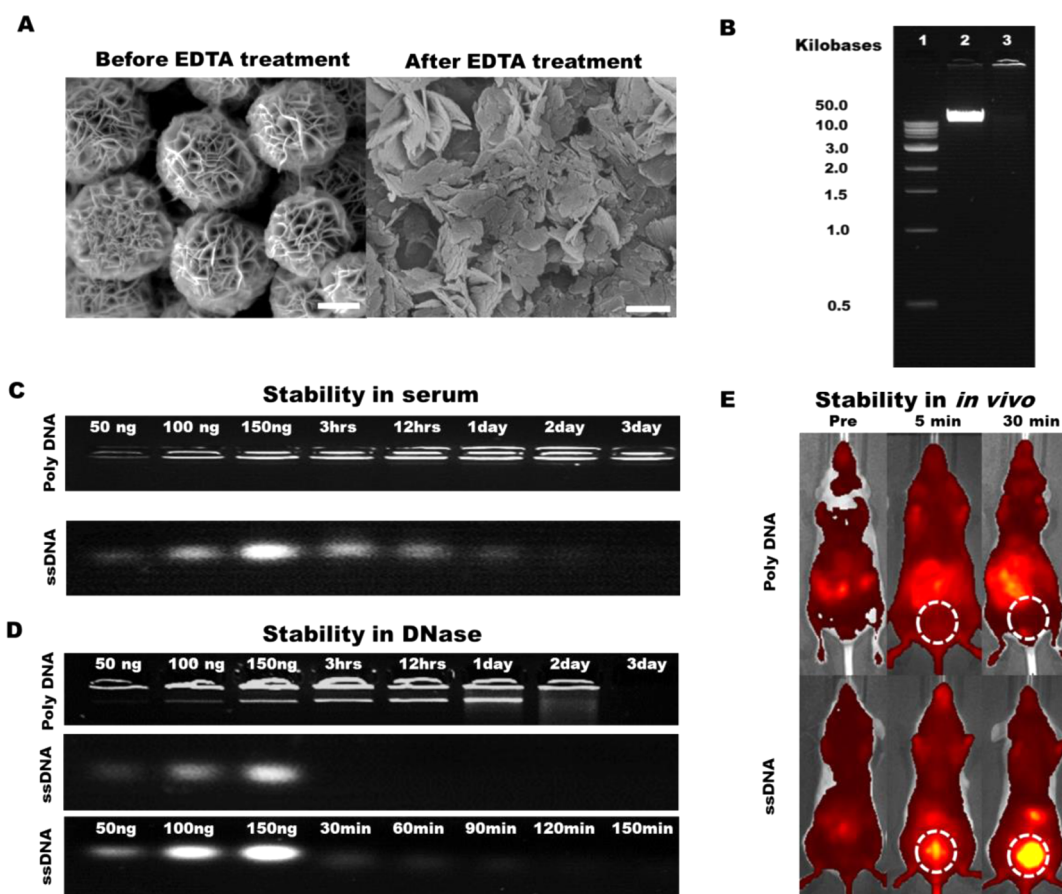 A
Before EDTA treatment
After EDTA treatment
B
Kilobases
1 2 3
50.0
10.0
3.0
2.0
1.5
1.0
0.5
C
Stability in serum
Poly DNA
50 ng 100 ng 150ng 3hrs 12hrs 1day 2day 3day
ssDNA
D
Stability in DNase
Poly DNA
50 ng 100 ng 150ng 3hrs 12hrs 1day 2day 3day
ssDNA
ssDNA
50ng 100ng 150ng 30min 60min 90min 120min 150min
E
Stability in in vivo
Pre 5 min 30 min
Poly DNA
ssDNA